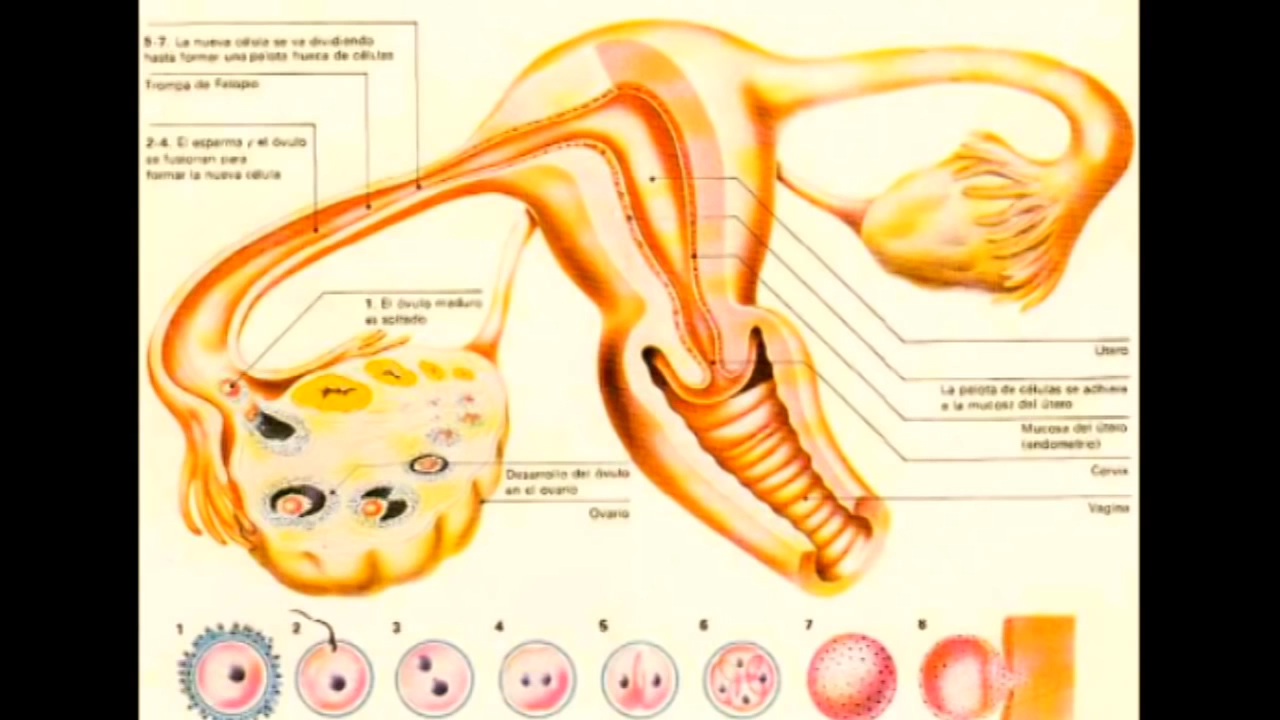 5-7. La nueva célula se va dividiendo
hasta formar una pelota hueca de células
Trompa de Falopio
2-4. El esperma y el óvulo
se fusionan para
formar la nueva célula
1. El óvulo maduro
es soltado
Utero
La pelota de células se adhiere
a la mucosa del útero
Mucosa del útero
(endometrio)
Cervix
Vagina
Desarrollo del óvulo
en el ovario
Ovario
1 2 3 4 5 6 7 8